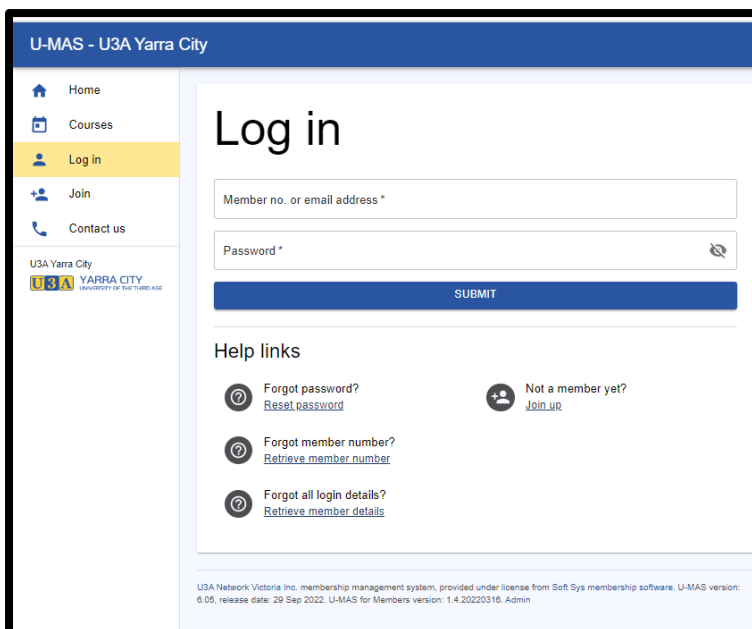 U-MAS - U3A Yarra City
Home
Courses
Log in
Join
Contact us
U3A Yarra City
U3A YARRA CITY
UNIVERSITY OF THE THIRD AGE
Log in
Member no. or email address *
Password *
SUBMIT
Help links
Forgot password?
Reset password
Not a member yet?
Join up
Forgot member number?
Retrieve member number
Forgot all login details?
Retrieve member details
U3A Network Victoria Inc. membership management system, provided under license from Soft Sys membership software. U-MAS version:
6.05, release date: 29 Sep 2022. U-MAS for Members version: 1.4.20220316. Admin